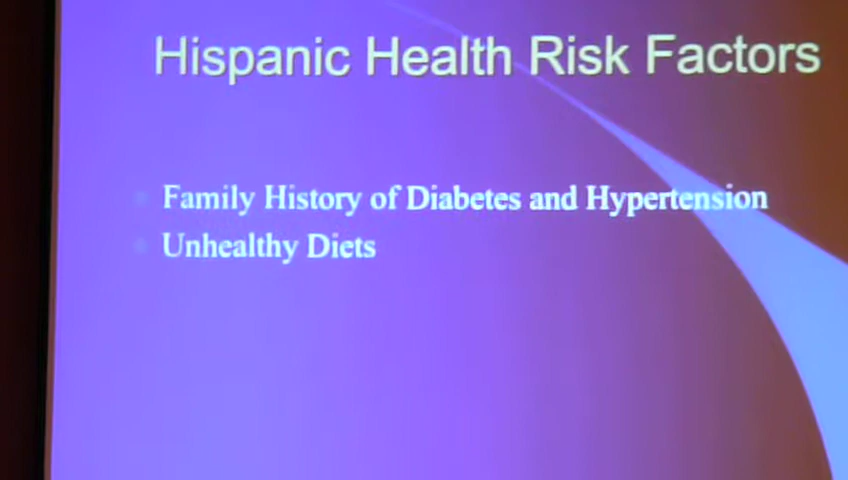 Hispanic Health Risk Factors
Family History of Diabetes and Hypertension
Unhealthy Diets